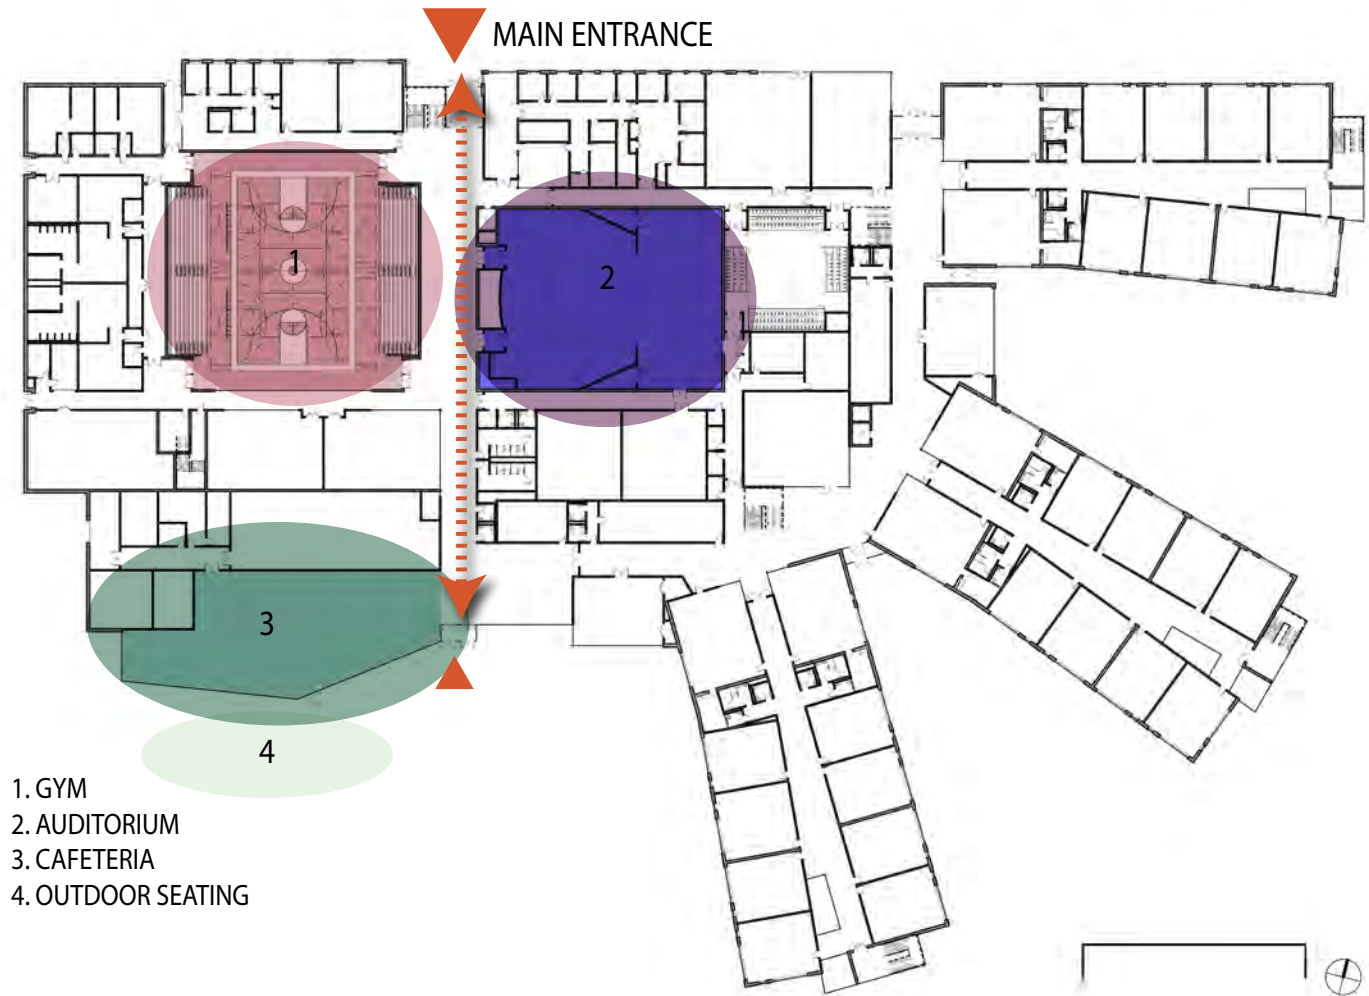 MAIN ENTRANCE
1
2
3
4
1. GYM
2. AUDITORIUM
3. CAFETERIA
4. OUTDOOR SEATING